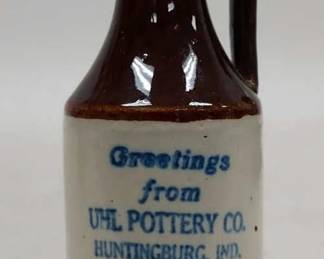 Greetings
from
UHL POTTERY CO.
HUNTINGBURG, IND.